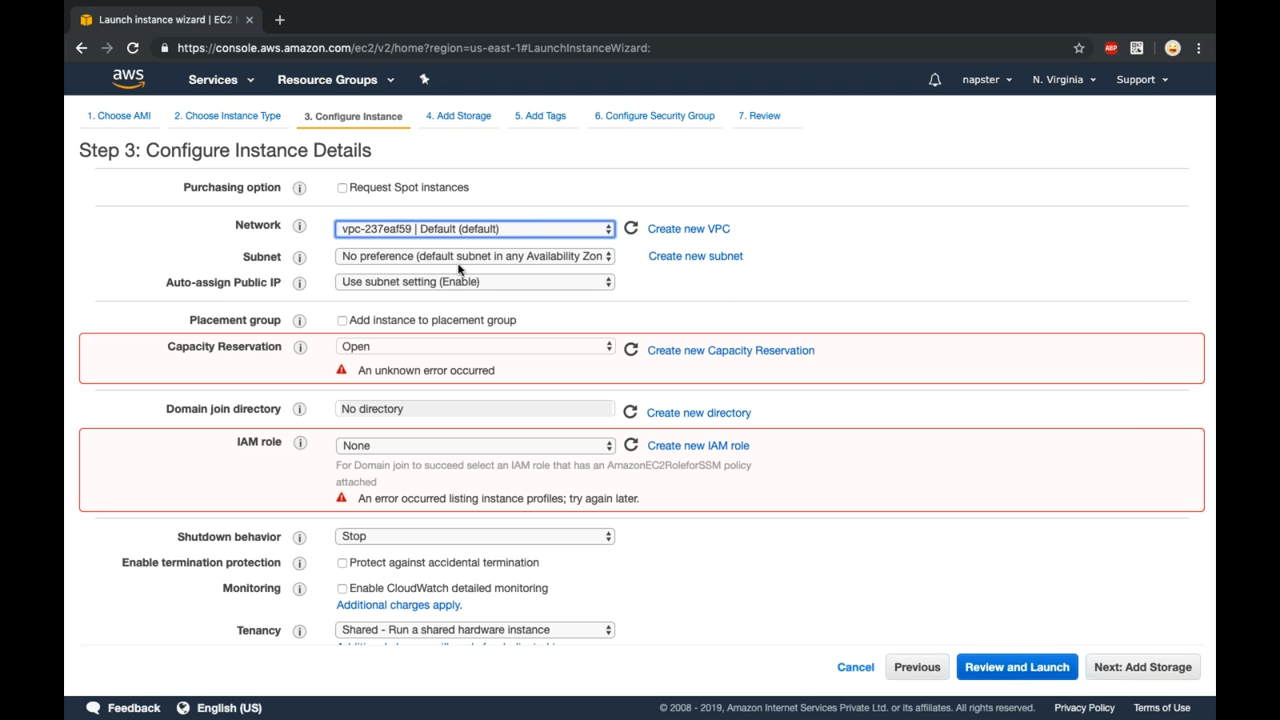 Launch instance wizard | EC2
https://console.aws.amazon.com/ec2/v2/home?region=us-east-1#LaunchInstanceWizard:
ABP
aws
Services
Resource Groups
napster
N. Virginia
Support
1. Choose AMI
2. Choose Instance Type
3. Configure Instance
4. Add Storage
5. Add Tags
6. Configure Security Group
7. Review
Step 3: Configure Instance Details
Purchasing option
Request Spot instances
Network
vpc-237eaf59 | Default (default)
Create new VPC
Subnet
No preference (default subnet in any Availability Zon
Create new subnet
Auto-assign Public IP
Use subnet setting (Enable)
Placement group
Add instance to placement group
Capacity Reservation
Open
Create new Capacity Reservation
An unknown error occurred
Domain join directory
No directory
Create new directory
IAM role
None
Create new IAM role
For Domain join to succeed select an IAM role that has an AmazonEC2RoleforSSM policy
attached
An error occurred listing instance profiles; try again later.
Shutdown behavior
Stop
Enable termination protection
Protect against accidental termination
Monitoring
Enable CloudWatch detailed monitoring
Additional charges apply.
Tenancy
Shared - Run a shared hardware instance
Cancel
Previous
Review and Launch
Next: Add Storage
Feedback
English (US)
© 2008 - 2019, Amazon Internet Services Private Ltd. or its affiliates. All rights reserved.
Privacy Policy
Terms of Use